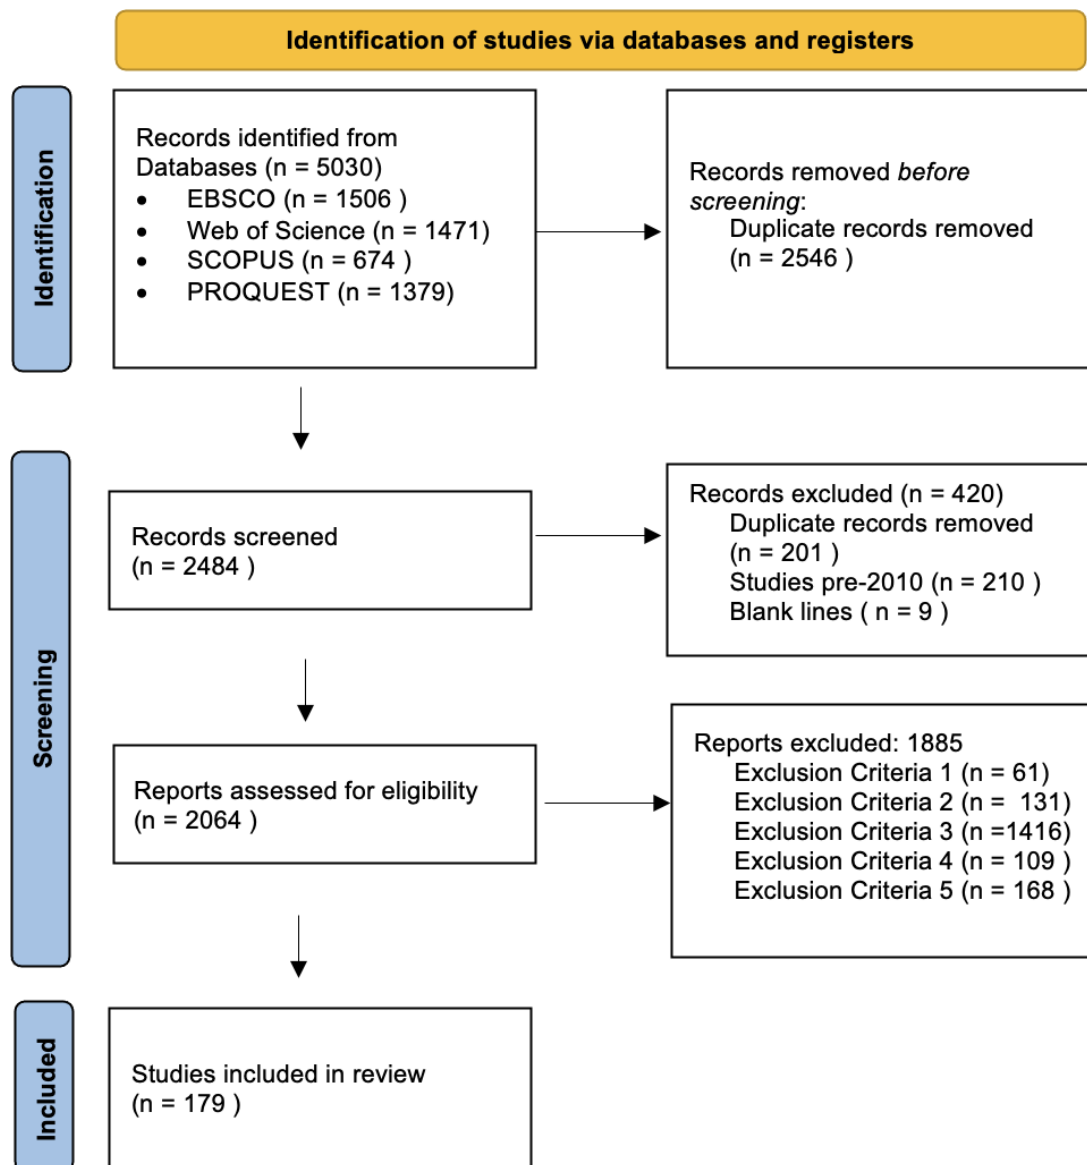 Identification of studies via databases and registers
Identification
Records identified from
Databases (n = 5030)
• EBSCO (n = 1506 )
• Web of Science (n = 1471)
• SCOPUS (n = 674 )
• PROQUEST (n = 1379)
Records removed before
screening:
Duplicate records removed
(n = 2546 )
Screening
Records screened
(n = 2484 )
Records excluded (n = 420)
Duplicate records removed
(n = 201 )
Studies pre-2010 (n = 210 )
Blank lines ( n = 9 )
Reports assessed for eligibility
(n = 2064 )
Reports excluded: 1885
Exclusion Criteria 1 (n = 61)
Exclusion Criteria 2 (n =  131)
Exclusion Criteria 3 (n =1416)
Exclusion Criteria 4 (n = 109 )
Exclusion Criteria 5 (n = 168 )
Included
Studies included in review
(n = 179 )